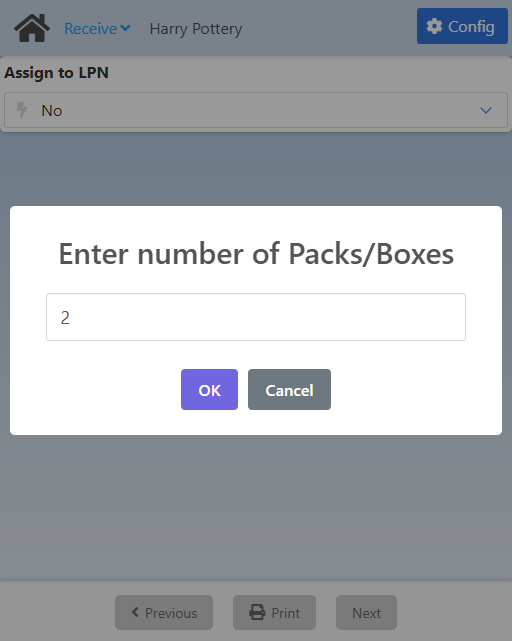 Receive Harry Pottery Config
Assign to LPN
No
Enter number of Packs/Boxes
2
OK Cancel
Previous Print Next